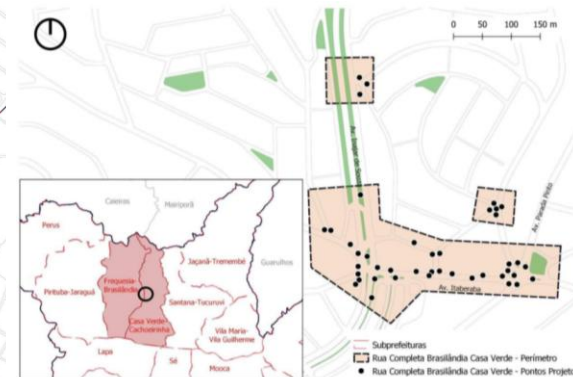 0 50 100 150 m
Av. Inajar de Souza
Av. Parada Pinto
Av. Itaberaba
Caieiras
Mairiporã
Perus
Jaçanã-Tremembé
Guarulhos
Freguesia-
Brasilândia
Pirituba-Jaraguá
Santana-Tucuruvi
Casa Verde-
Cachoeirinha
Vila Maria-
Vila Guilherme
Lapa
Sé
Mooca
Subprefeituras
Rua Completa Brasilândia Casa Verde - Perímetro
Rua Completa Brasilândia Casa Verde - Pontos Projeto